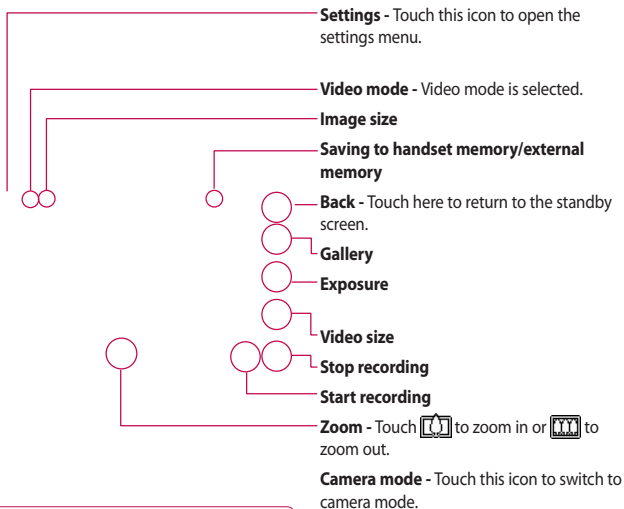 Settings - Touch this icon to open the
settings menu.
Video mode - Video mode is selected.
Image size
Saving to handset memory/external
memory
Back - Touch here to return to the standby
screen.
Gallery
Exposure
Video size
Stop recording
Start recording
Zoom - Touch to zoom in or to
zoom out.
Camera mode - Touch this icon to switch to
camera mode.